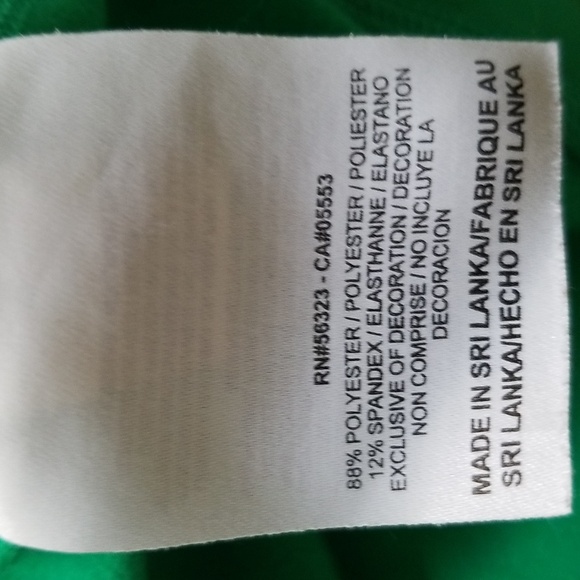 RN#56323 - CA#05553
88% POLYESTER / POLYESTER / POLIESTER
12% SPANDEX / ELASTHANNE / ELASTANO
EXCLUSIVE OF DECORATION / DECORATION
NON COMPRISE / NO INCLUYE LA
DECORACION
MADE IN SRI LANKA/FABRIQUE AU
SRI LANKA/HECHO EN SRI LANKA